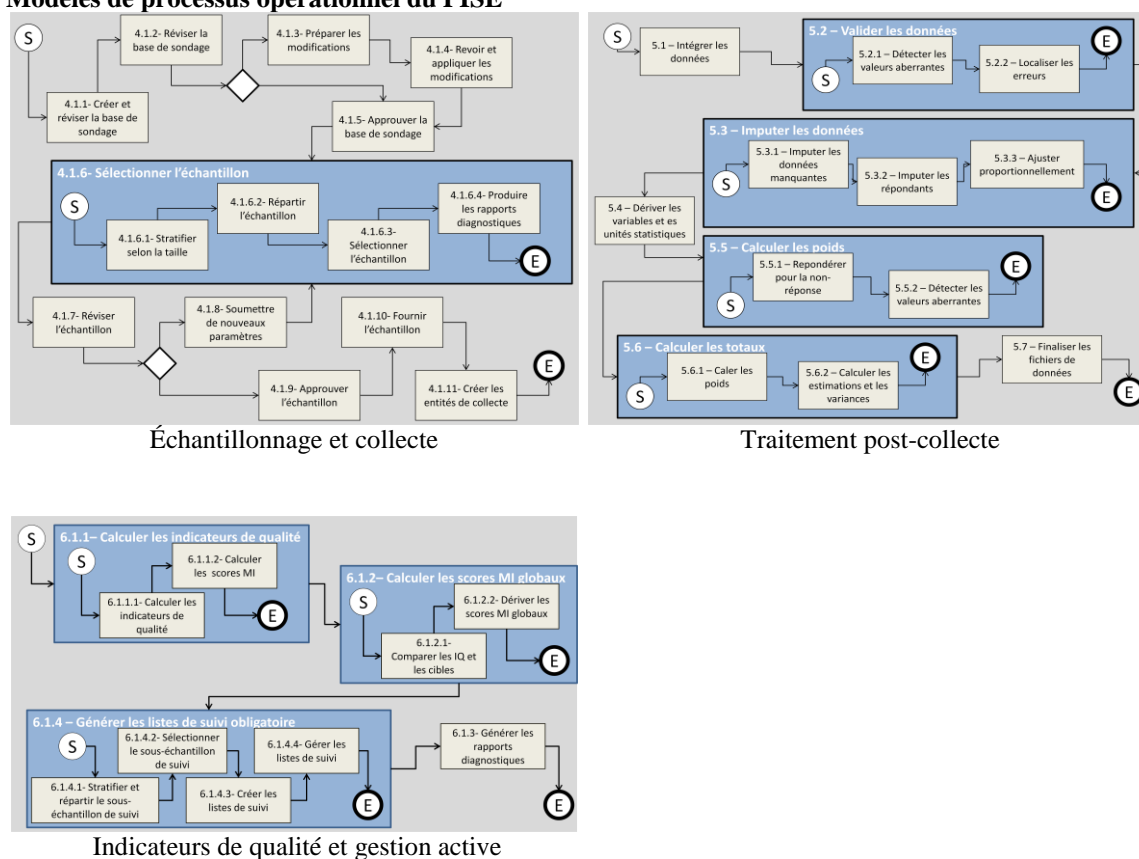 Modèles de processus opérationnel du PISE
S
4.1.1- Créer et
réviser la base de
sondage
4.1.2- Réviser la
base de sondage
4.1.3- Préparer les
modifications
4.1.4- Revoir et
appliquer les
modifications
4.1.5- Approuver la
base de sondage
4.1.6- Sélectionner l'échantillon
S
4.1.6.1- Stratifier
selon la taille
4.1.6.2- Répartir
l'échantillon
4.1.6.3-
Sélectionner
l'échantillon
4.1.6.4- Produire
les rapports
diagnostiques
E
4.1.7- Réviser
l'échantillon
4.1.8- Soumettre
de nouveaux
paramètres
4.1.9- Approuver
l'échantillon
4.1.10- Fournir
l'échantillon
4.1.11- Créer les
entités de collecte
E
Échantillonnage et collecte
S
5.1 – Intégrer les
données
5.2 – Valider les données
S
5.2.1 – Détecter les
valeurs aberrantes
5.2.2 – Localiser les
erreurs
E
5.3 – Imputer les données
S
5.3.1 – Imputer les
données
manquantes
5.3.2 – Imputer les
répondants
5.3.3 – Ajuster
proportionnellement
E
5.4 – Dériver les
variables et es
unités statistiques
5.5 – Calculer les poids
S
5.5.1 – Repondérer
pour la non-
réponse
5.5.2 – Détecter les
valeurs aberrantes
E
5.6 – Calculer les totaux
S
5.6.1 – Caler les
poids
5.6.2 – Calculer les
estimations et les
variances
E
5.7 – Finaliser les
fichiers de
données
E
Traitement post-collecte
S
6.1.1– Calculer les indicateurs de qualité
S
6.1.1.1- Calculer les
indicateurs de
qualité
6.1.1.2- Calculer
les scores MI
E
6.1.2– Calculer les scores MI globaux
S
6.1.2.1-
Comparer les IQ et
les cibles
6.1.2.2- Dériver les
scores MI globaux
E
6.1.4 – Générer les listes de suivi obligatoire
S
6.1.4.1- Stratifier et
répartir le sous-
échantillon de suivi
6.1.4.2- Sélectionner
le sous-échantillon
de suivi
6.1.4.3- Créer les
listes de suivi
6.1.4.4- Gérer les
listes de suivi
E
6.1.3- Générer les
rapports
diagnostiques
E
Indicateurs de qualité et gestion active